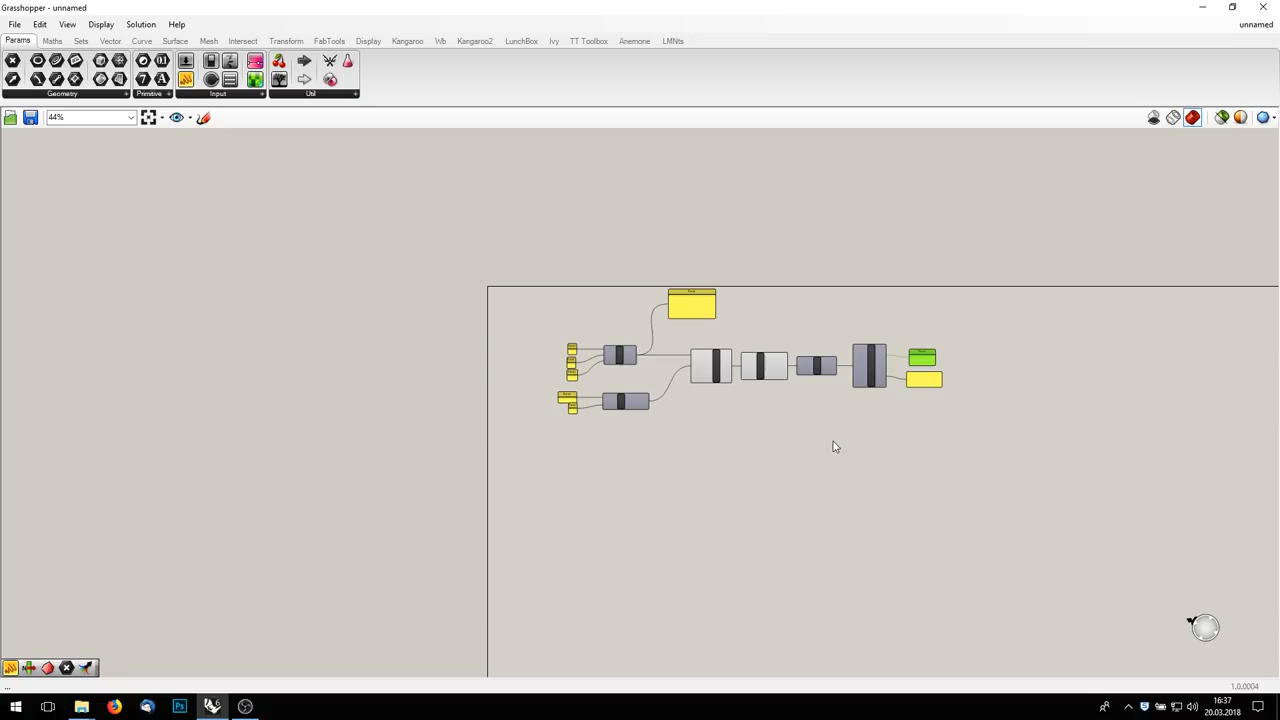 Grasshopper - unnamed
File Edit View Display Solution Help unnamed
Params Maths Sets Vector Curve Surface Mesh Intersect Transform FabTools Display Kangaroo Wb Kangaroo2 LunchBox Ivy TT Toolbox Anemone LMNts
Geometry + Primitive + Input + Util +
44%
...
1.0.0004
16:37
20.03.2018